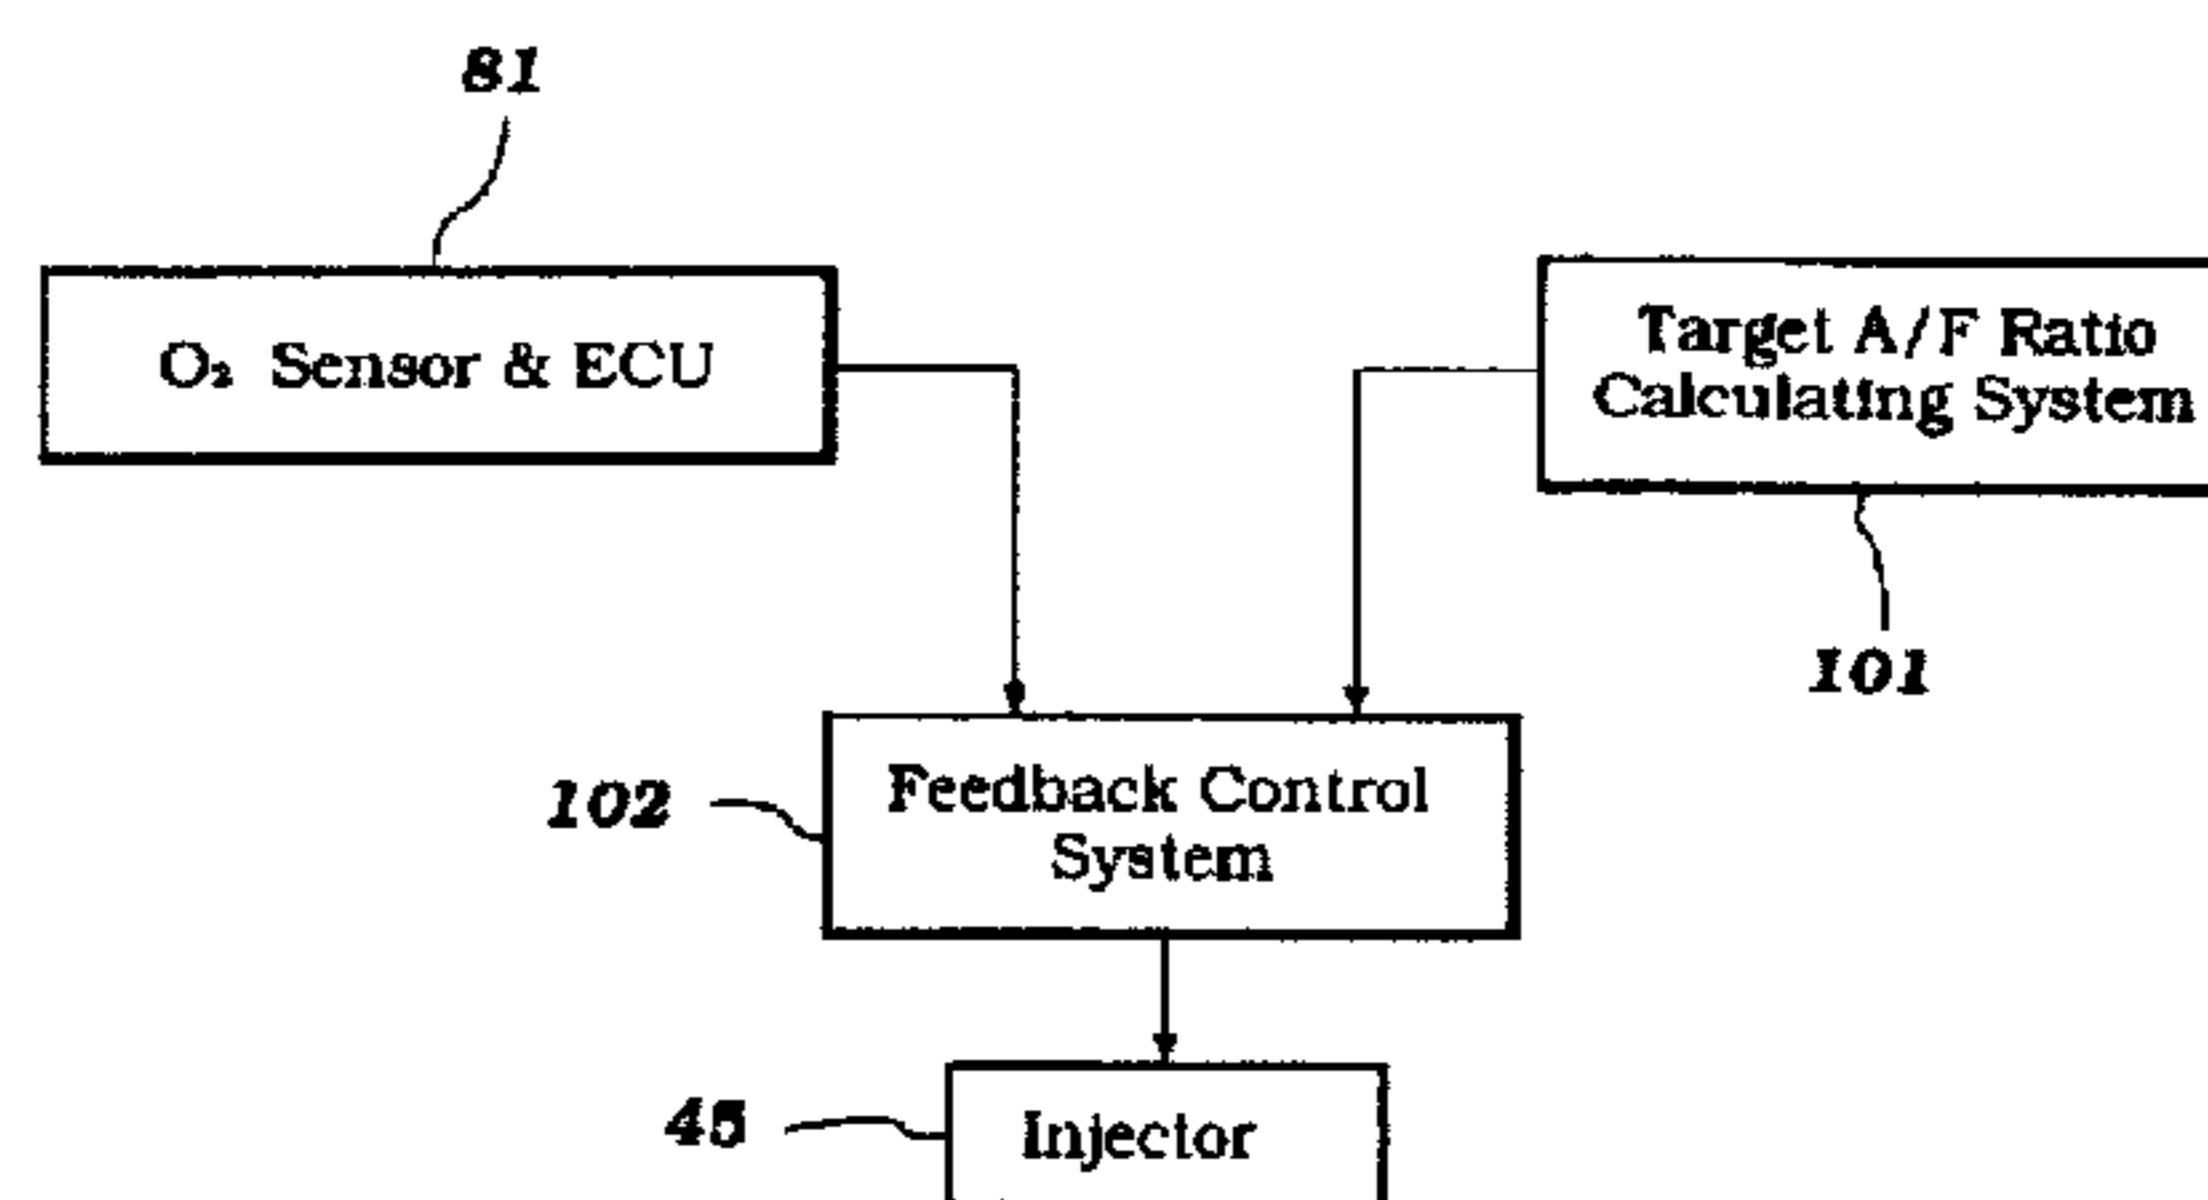 81
O₂ Sensor & ECU
Target A/F Ratio
Calculating System
101
102
Feedback Control
System
45
Injector